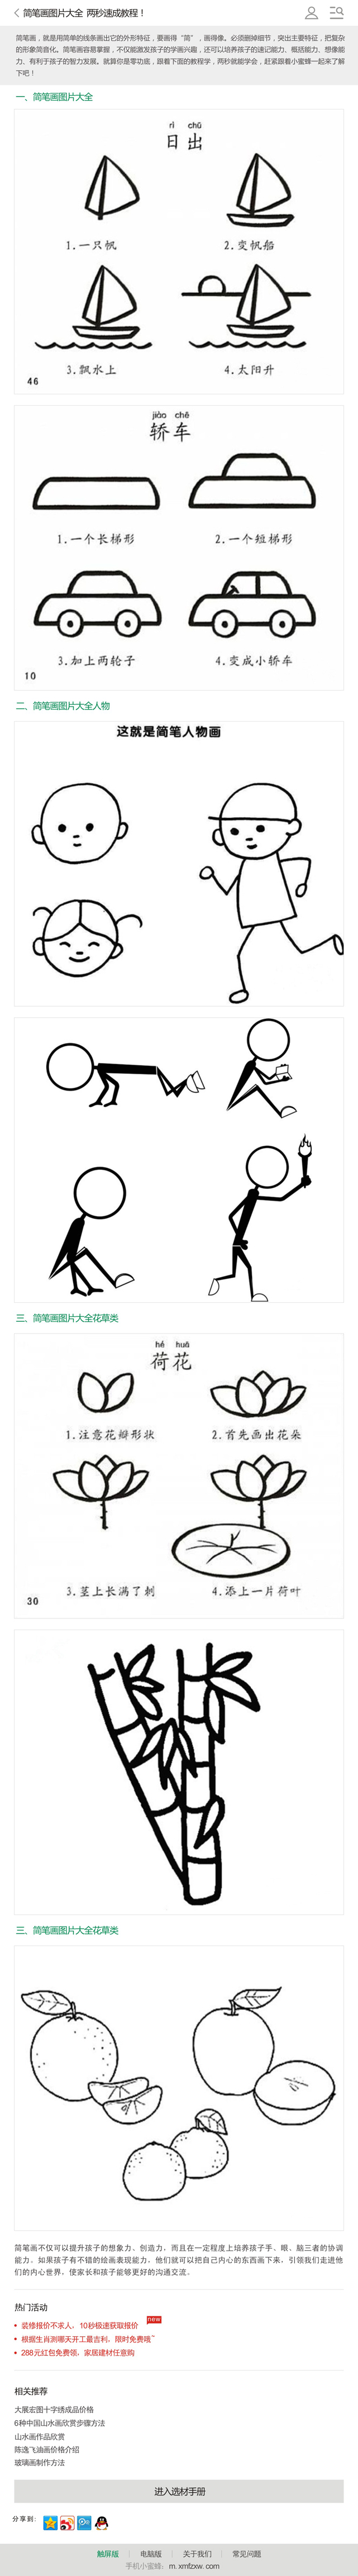 简笔画图片大全 两秒速成教程！
简笔画，就是用简单的线条画出它的外形特征，要画得“简”，画得像。必须删掉细节，突出主要特征，把复杂
的形象简音化。简笔画容易掌握，不仅能激发孩子的学画兴趣，还可以培养孩子的速记能力、概括能力、想像能
力、有利于孩子的智力发展。就算你是零功底，跟着下面的教程学，两秒就能学会，赶紧跟着小蜜蜂一起来了解
下吧！
一、简笔画图片大全
rì chū
日出
1.一只帆
2.变帆船
3.飘水上
4.太阳升
46
jiào chē
轿车
1.一个长梯形
2.一个短梯形
3.加上两轮子
4.变成小轿车
10
二、简笔画图片大全人物
这就是简笔人物画
三、简笔画图片大全花草类
hé huā
荷花
1.注意花瓣形状
2.首先画出花朵
3.茎上长满了刺
4.添上一片荷叶
30
三、简笔画图片大全花草类
简笔画不仅可以提升孩子的想象力、创造力，而且在一定程度上培养孩子手、眼、脑三者的协调
能力，如果孩子有不错的绘画表现能力，他们就可以把自己内心的东西画下来，引领我们走进他
们的内心世界，使家长和孩子能够更好的沟通交流．
热门活动
装修报价不求人，10秒极速获取报价
new
根据生肖测哪天开工最吉利，限时免费哦~
288元红包免费领，家居建材任意购
相关推荐
大展宏图十字绣成品价格
6种中国山水画欣赏步骤方法
山水画作品欣赏
陈逸飞油画价格介绍
玻璃画制作方法
进入选材手册
分享到:
触屏版
电脑版
关于我们
常见问题
手机小蜜蜂：m.xmfzxw.com